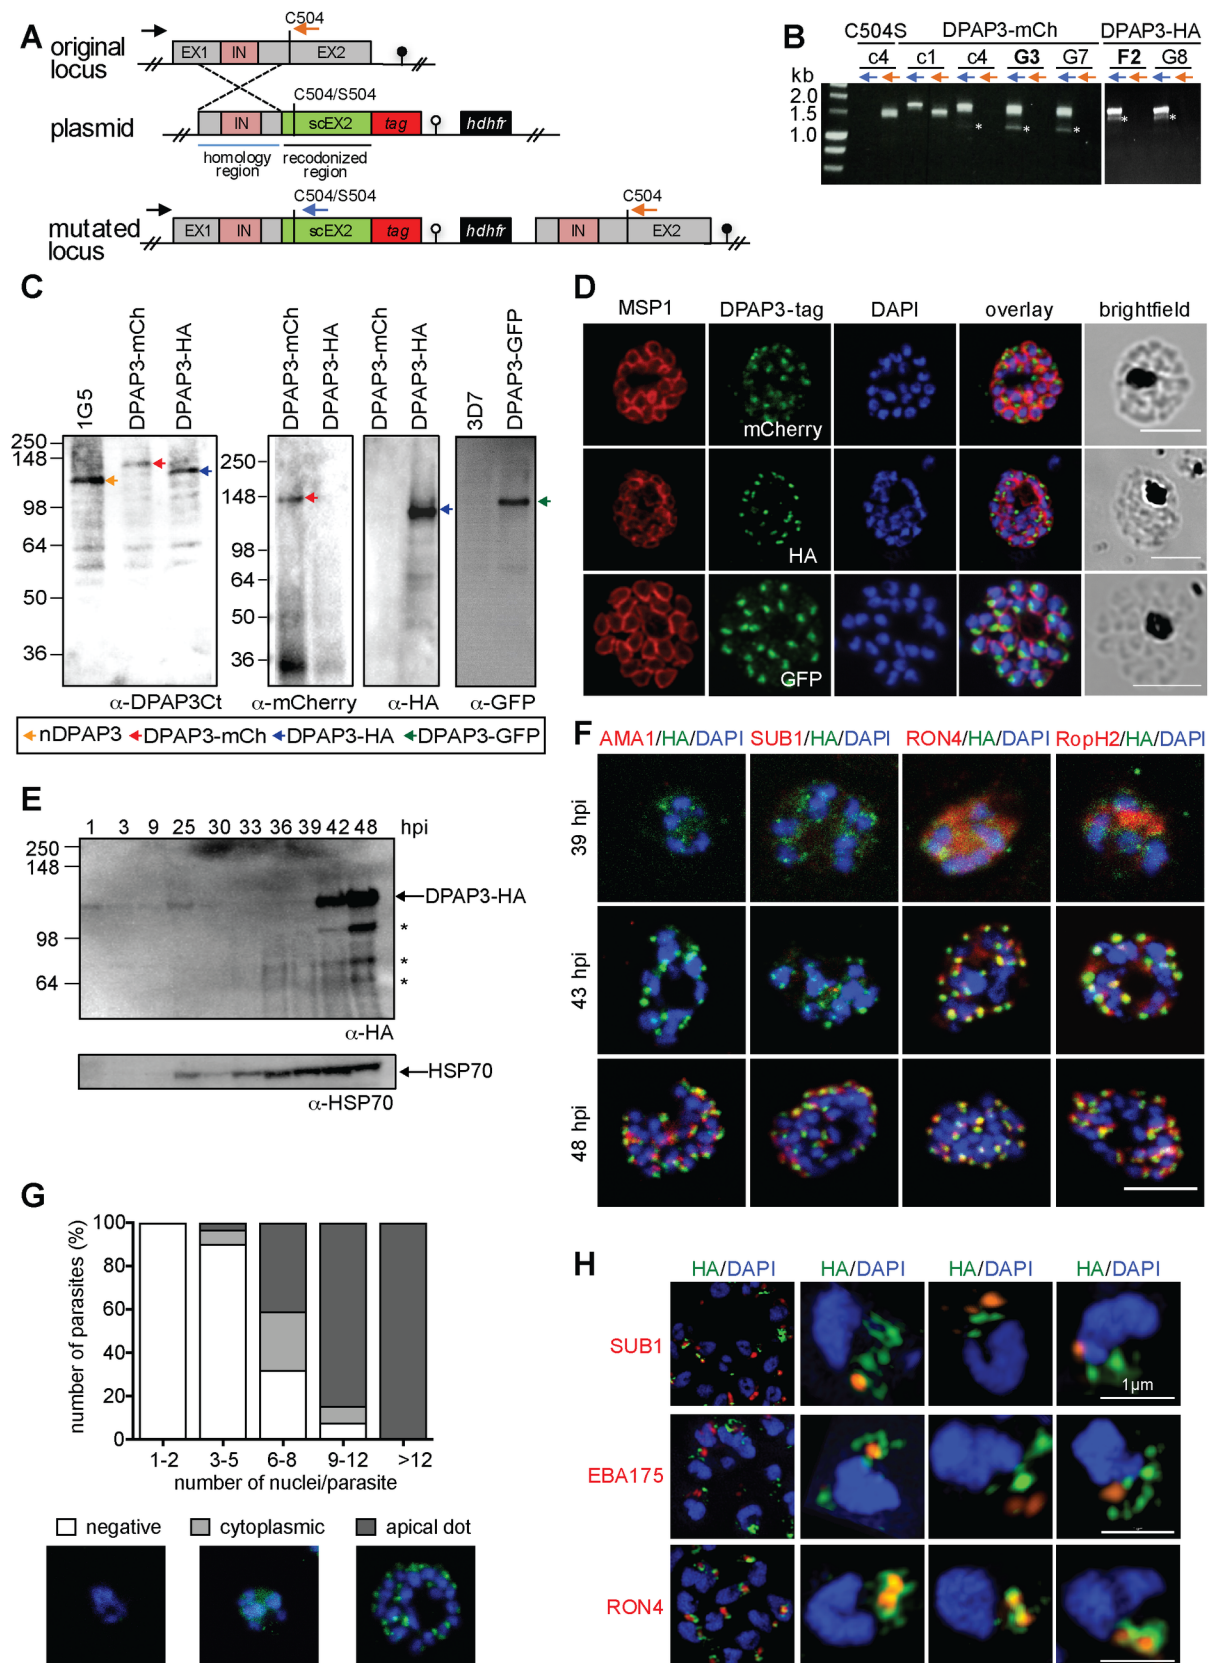 A
original locus
C504
EX1 IN EX2
plasmid
C504/S504
IN scEX2 tag hdhfr
homology region
recodonized region
mutated locus
C504/S504 C504
EX1 IN scEX2 tag hdhfr IN EX2
B
C504S DPAP3-mCh DPAP3-HA
c4 c1 c4 G3 G7 F2 G8
kb
2.0
1.5
1.0
* * * * *
C
1G5 DPAP3-mCh DPAP3-HA
DPAP3-mCh DPAP3-HA
DPAP3-mCh DPAP3-HA
3D7 DPAP3-GFP
250
148
98
64
50
36
250
148
98
64
50
36
α-DPAP3Ct α-mCherry α-HA α-GFP
nDPAP3 DPAP3-mCh DPAP3-HA DPAP3-GFP
D
MSP1 DPAP3-tag DAPI overlay brightfield
mCherry
HA
GFP
E
1 3 9 25 30 33 36 39 42 48 hpi
250
148
98
64
DPAP3-HA
*
*
*
α-HA
HSP70
α-HSP70
F
AMA1/HA/DAPI SUB1/HA/DAPI RON4/HA/DAPI RopH2/HA/DAPI
39 hpi
43 hpi
48 hpi
G
number of parasites (%)
100
80
60
40
20
0
1-2 3-5 6-8 9-12 >12
number of nuclei/parasite
negative cytoplasmic apical dot
H
HA/DAPI HA/DAPI HA/DAPI HA/DAPI
SUB1
1µm
EBA175
RON4